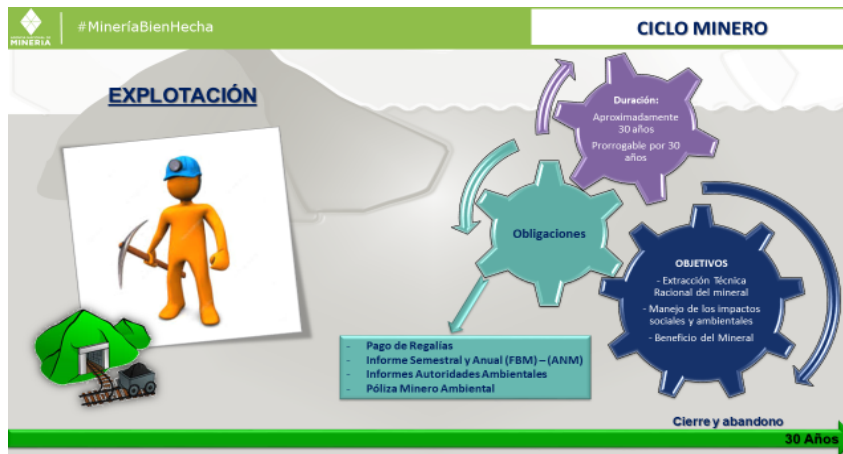 MINERÍA
#MineríaBienHecha
CICLO MINERO
EXPLOTACIÓN
Duración:
Aproximadamente
30 años
Prorrogable por 30
años
Obligaciones
OBJETIVOS
- Extracción Técnica
Racional del mineral
- Manejo de los impactos
sociales y ambientales
- Beneficio del Mineral
- Pago de Regalías
- Informe Semestral y Anual (FBM) – (ANM)
- Informes Autoridades Ambientales
- Póliza Minero Ambiental
Cierre y abandono
30 Años